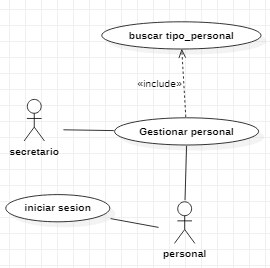 buscar tipo_personal
«include»
Gestionar personal
secretario
iniciar sesion
personal